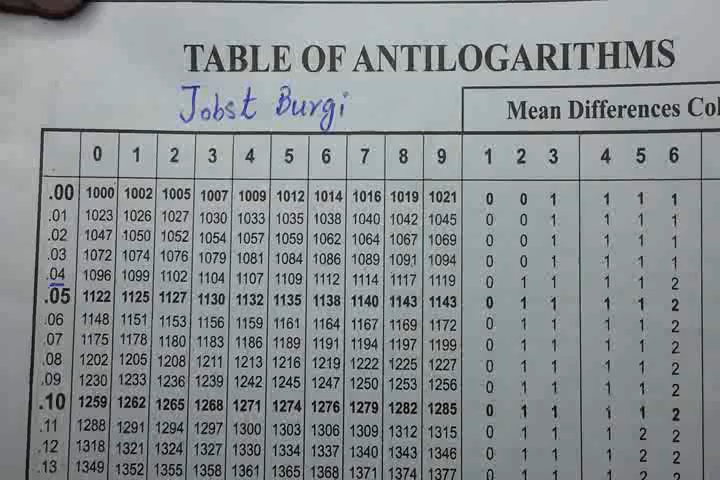 TABLE OF ANTILOGARITHMS
Jobst Burgi
Mean Differences Col
0 1 2 3 4 5 6 7 8 9 1 2 3 4 5 6
.00 1000 1002 1005 1007 1009 1012 1014 1016 1019 1021 0 0 1 1 1 1
.01 1023 1026 1027 1030 1033 1035 1038 1040 1042 1045 0 0 1 1 1 1
.02 1047 1050 1052 1054 1057 1059 1062 1064 1067 1069 0 0 1 1 1 1
.03 1072 1074 1076 1079 1081 1084 1086 1089 1091 1094 0 0 1 1 1 1
.04 1096 1099 1102 1104 1107 1109 1112 1114 1117 1119 0 1 1 1 1 2
.05 1122 1125 1127 1130 1132 1135 1138 1140 1143 1143 0 1 1 1 1 2
.06 1148 1151 1153 1156 1159 1161 1164 1167 1169 1172 0 1 1 1 1 2
.07 1175 1178 1180 1183 1186 1189 1191 1194 1197 1199 0 1 1 1 1 2
.08 1202 1205 1208 1211 1213 1216 1219 1222 1225 1227 0 1 1 1 1 2
.09 1230 1233 1236 1239 1242 1245 1247 1250 1253 1256 0 1 1 1 1 2
.10 1259 1262 1265 1268 1271 1274 1276 1279 1282 1285 0 1 1 1 1 2
.11 1288 1291 1294 1297 1300 1303 1306 1309 1312 1315 0 1 1 1 2 2
.12 1318 1321 1324 1327 1330 1334 1337 1340 1343 1346 0 1 1 1 2 2
.13 1349 1352 1355 1358 1361 1365 1368 1371 1374 1377 0 1 1 1 2 2